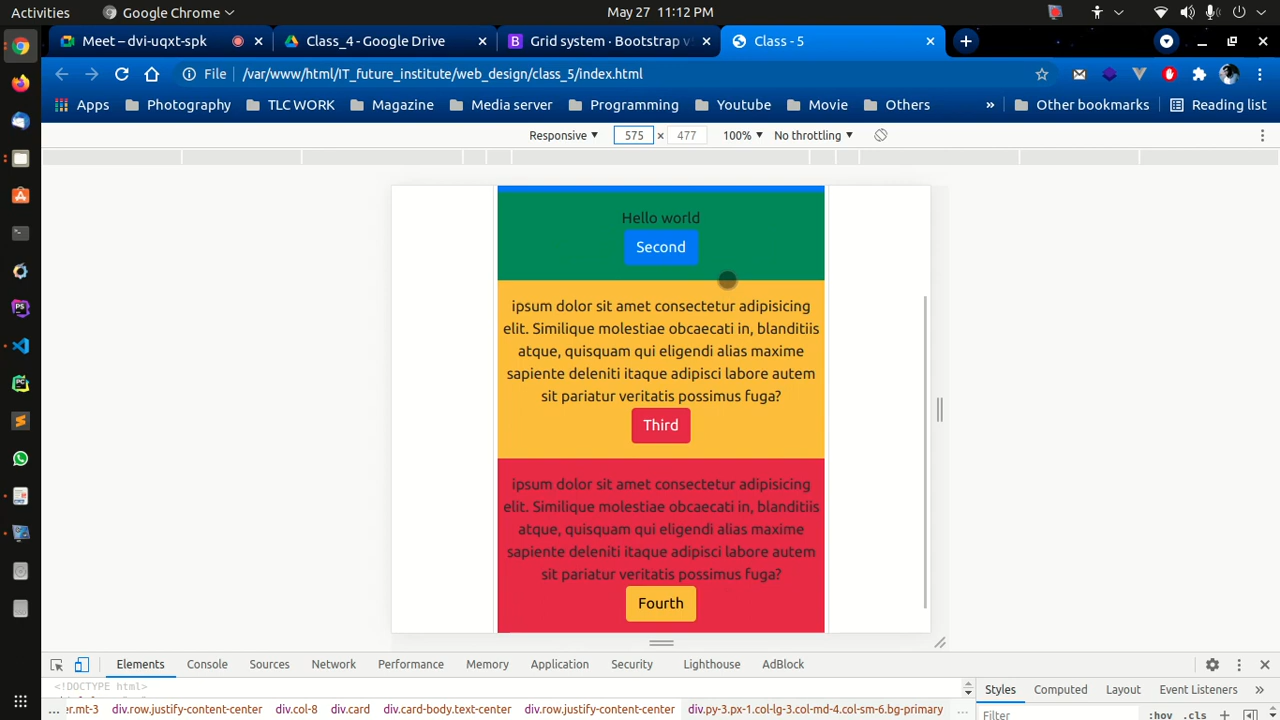 Activities
Google Chrome
May 27 11:12 PM
Meet – dvi-uqxt-spk
Class_4 - Google Drive
Grid system · Bootstrap v
Class - 5
File
/var/www/html/IT_future_institute/web_design/class_5/index.html
Apps
Photography
TLC WORK
Magazine
Media server
Programming
Youtube
Movie
Others
»
Other bookmarks
Reading list
Responsive
575
×
477
100%
No throttling
Hello world
Second
ipsum dolor sit amet consectetur adipisicing
elit. Similique molestiae obcaecati in, blanditiis
atque, quisquam qui eligendi alias maxime
sapiente deleniti itaque adipisci labore autem
sit pariatur veritatis possimus fuga?
Third
ipsum dolor sit amet consectetur adipisicing
elit. Similique molestiae obcaecati in, blanditiis
atque, quisquam qui eligendi alias maxime
sapiente deleniti itaque adipisci labore autem
sit pariatur veritatis possimus fuga?
Fourth
Elements
Console
Sources
Network
Performance
Memory
Application
Security
Lighthouse
AdBlock
<!DOCTYPE html>
Styles
Computed
Layout
Event Listeners
»
... er.mt-3
div.row.justify-content-center
div.col-8
div.card
div.card-body.text-center
div.row.justify-content-center
div.py-3.px-1.col-lg-3.col-md-4.col-sm-6.bg-primary
...
Filter
:hov
.cls